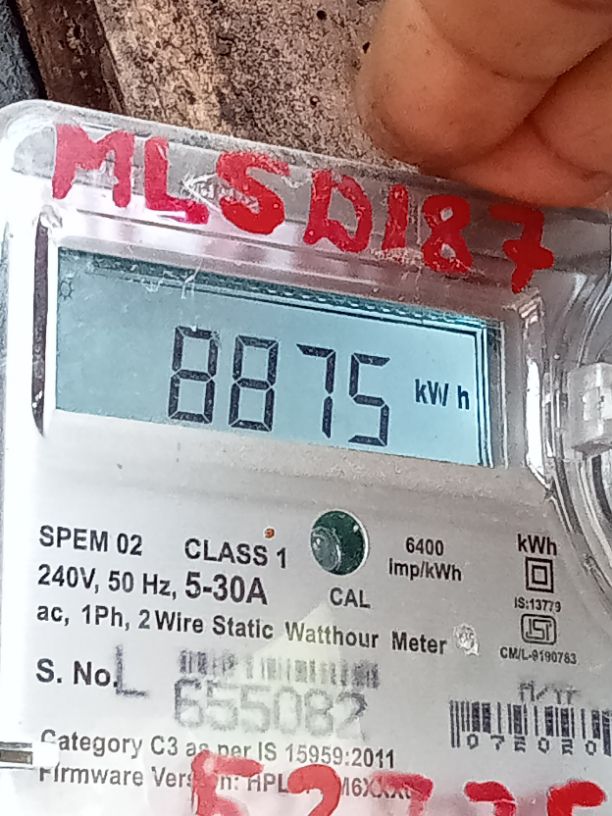 MLSD187
8875 kWh
SPEM 02 CLASS 1
6400
imp/kWh
kWh
240V, 50 Hz, 5-30A
CAL
IS:13779
ac, 1Ph, 2 Wire Static Watthour Meter
CM/L-9190783
S. No. L
655082
M/Yr
Category C3 as per IS 15959:2011
Firmware Version: HPL